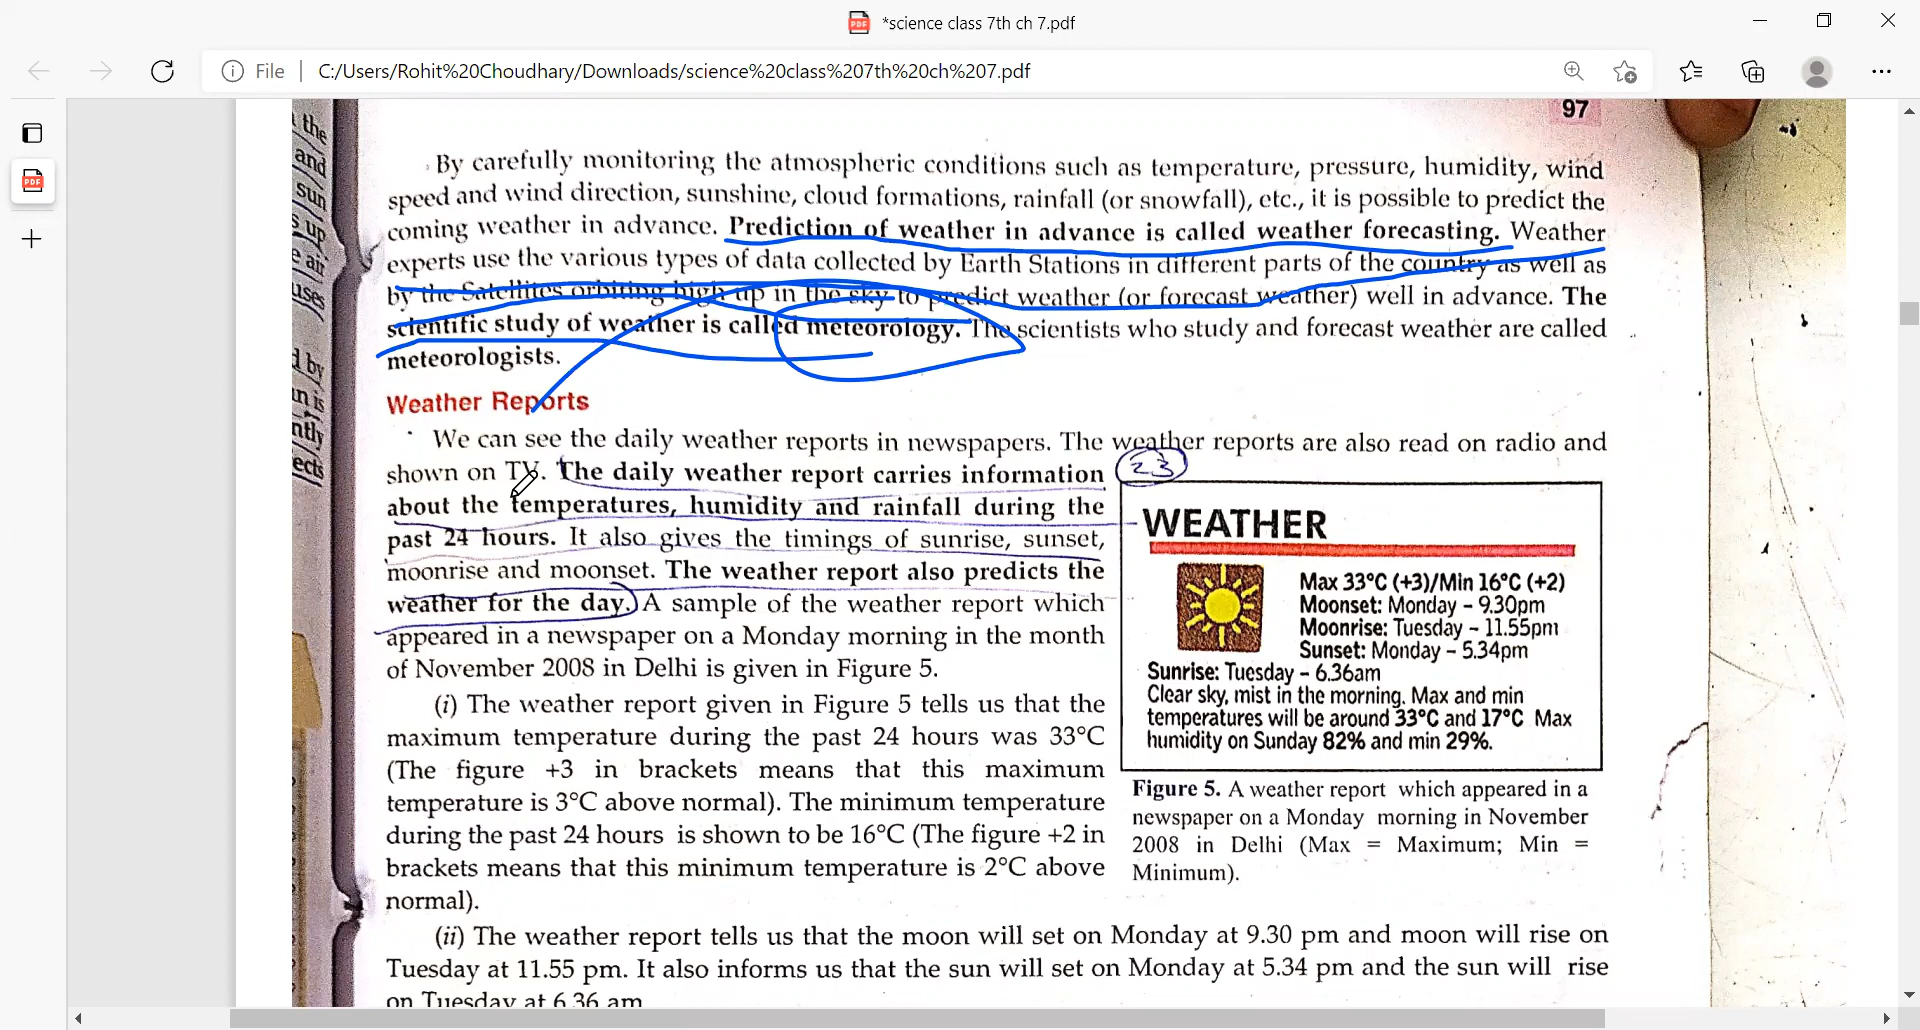 *science class 7th ch 7.pdf
File | C:/Users/Rohit%20Choudhary/Downloads/science%20class%207th%20ch%207.pdf
97
the
and
sun
s up
e air
uses
d by
n is
ntly
ects
By carefully monitoring the atmospheric conditions such as temperature, pressure, humidity, wind
speed and wind direction, sunshine, cloud formations, rainfall (or snowfall), etc., it is possible to predict the
coming weather in advance. Prediction of weather in advance is called weather forecasting. Weather
experts use the various types of data collected by Earth Stations in different parts of the country as well as
by the Satellites orbiting high up in the sky to predict weather (or forecast weather) well in advance. The
scientific study of weather is called meteorology. The scientists who study and forecast weather are called
meteorologists.
Weather Reports
We can see the daily weather reports in newspapers. The weather reports are also read on radio and
shown on TV. The daily weather report carries information
about the temperatures, humidity and rainfall during the
past 24 hours. It also gives the timings of sunrise, sunset,
moonrise and moonset. The weather report also predicts the
weather for the day. A sample of the weather report which
appeared in a newspaper on a Monday morning in the month
of November 2008 in Delhi is given in Figure 5.
(i) The weather report given in Figure 5 tells us that the
maximum temperature during the past 24 hours was 33°C
(The figure +3 in brackets means that this maximum
temperature is 3°C above normal). The minimum temperature
during the past 24 hours is shown to be 16°C (The figure +2 in
brackets means that this minimum temperature is 2°C above
normal).
23
WEATHER
Max 33°C (+3)/Min 16°C (+2)
Moonset: Monday – 9.30pm
Moonrise: Tuesday – 11.55pm
Sunset: Monday – 5.34pm
Sunrise: Tuesday – 6.36am
Clear sky, mist in the morning. Max and min
temperatures will be around 33°C and 17°C Max
humidity on Sunday 82% and min 29%.
Figure 5. A weather report which appeared in a
newspaper on a Monday morning in November
2008 in Delhi (Max = Maximum; Min =
Minimum).
(ii) The weather report tells us that the moon will set on Monday at 9.30 pm and moon will rise on
Tuesday at 11.55 pm. It also informs us that the sun will set on Monday at 5.34 pm and the sun will rise
on Tuesday at 6.36 am